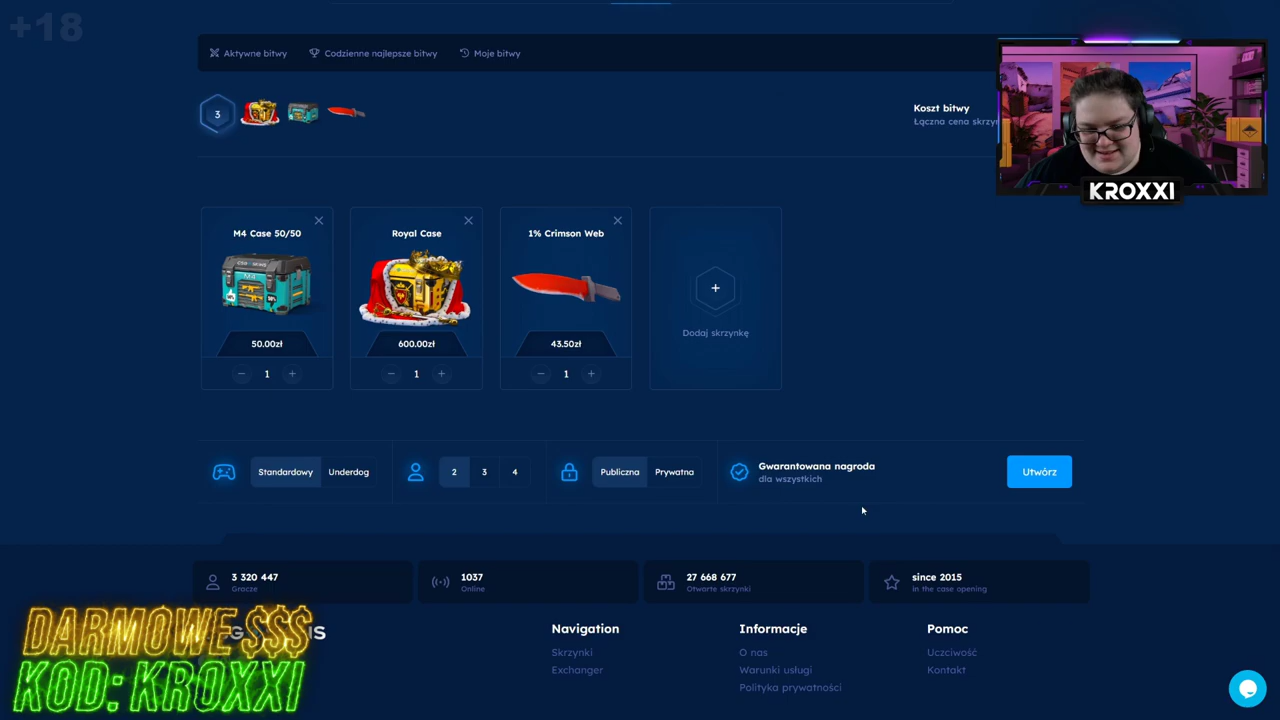 +18
Aktywne bitwy
Codzienne najlepsze bitwy
Moje bitwy
3
Koszt bitwy
Łączna cena skrzyn
KROXXI
M4 Case 50/50
50.00zł
1
Royal Case
600.00zł
1
1% Crimson Web
43.50zł
1
Dodaj skrzynkę
Standardowy
Underdog
2
3
4
Publiczna
Prywatna
Gwarantowana nagroda
dla wszystkich
Utwórz
3 320 447
Gracze
1037
Online
27 668 677
Otwarte skrzynki
since 2015
In the case opening
DARMOWE $$$
KOD: KROXXI
Navigation
Skrzynki
Exchanger
Informacje
O nas
Warunki usługi
Polityka prywatności
Pomoc
Uczciwość
Kontakt